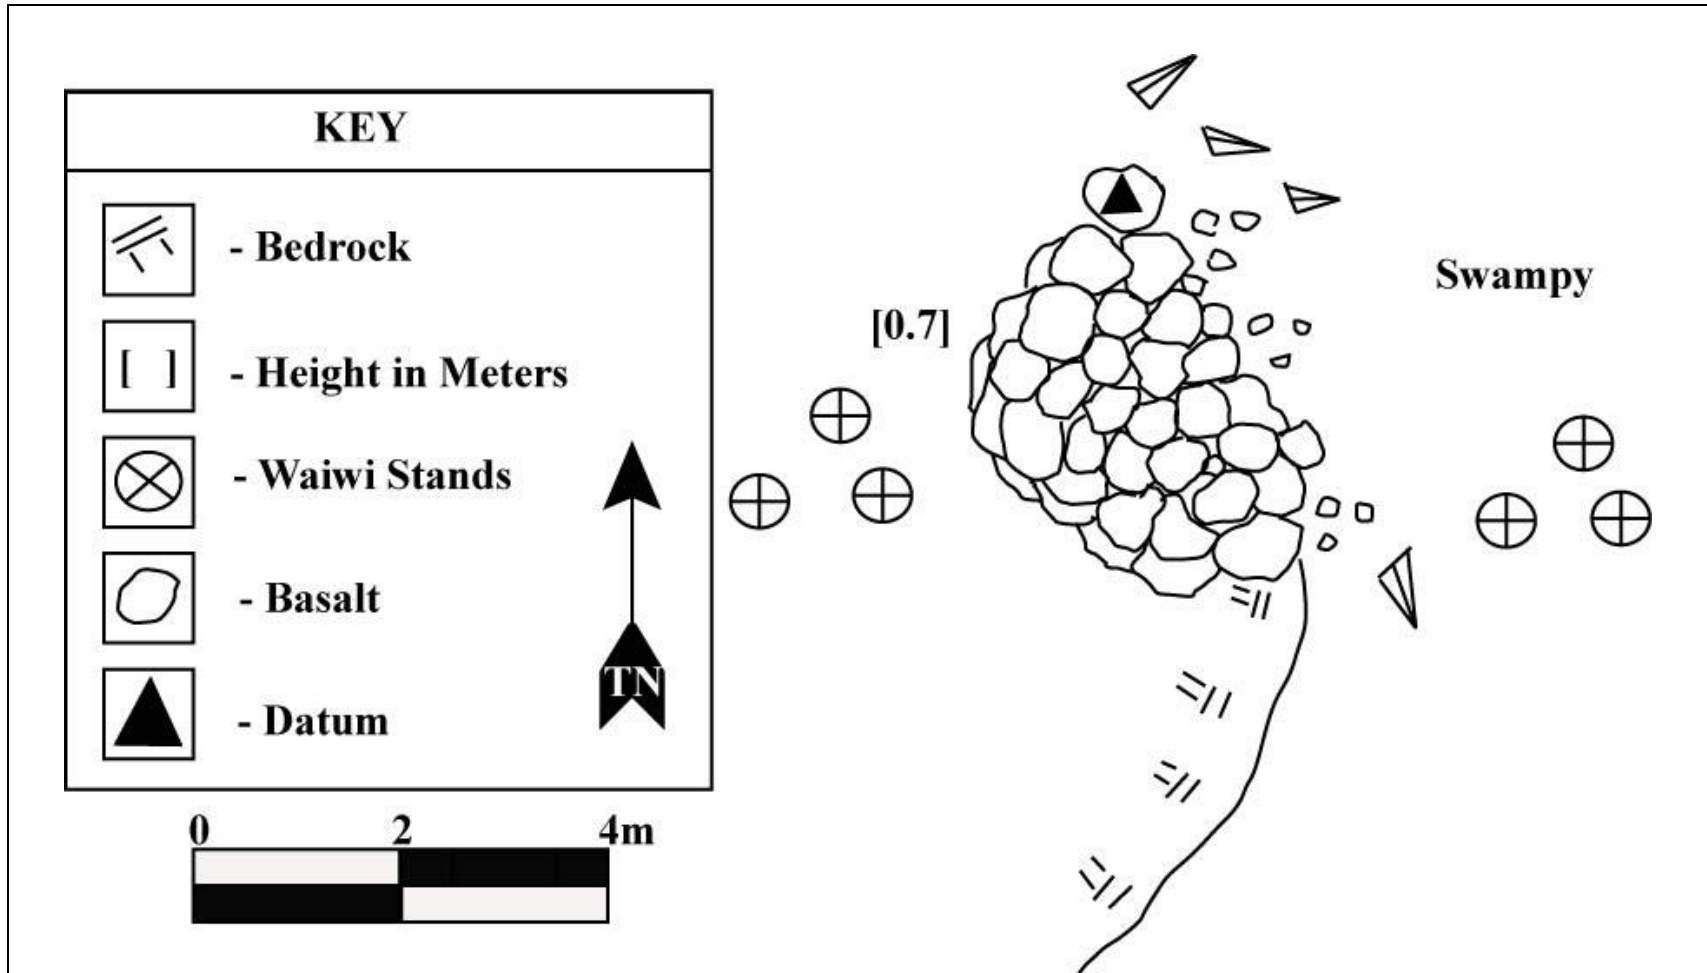 KEY
- Bedrock
[ ] - Height in Meters
- Waiwi Stands
- Basalt
- Datum
TN
0 2 4m
[0.7]
Swampy